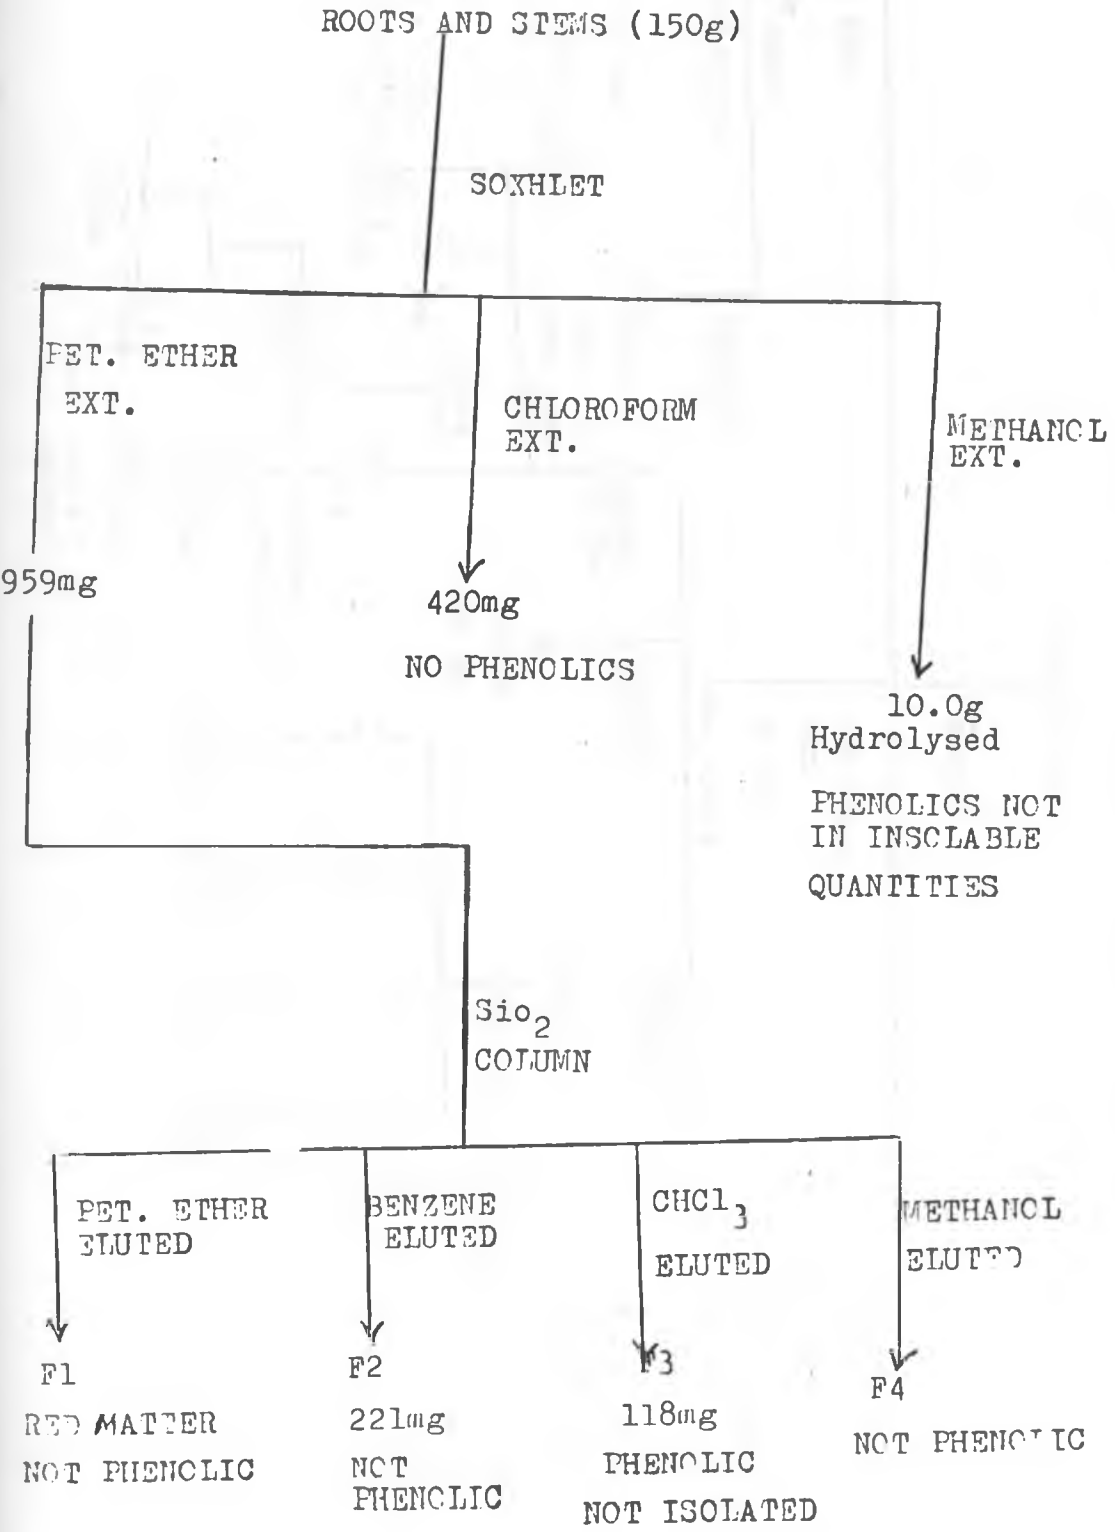 ROOTS AND STEMS (150g)
SOXHLET
PET. ETHER
EXT.
CHLOROFORM
EXT.
METHANOL
EXT.
959mg
420mg
NO PHENOLICS
10.0g
Hydrolysed
PHENOLICS NOT
IN INSOLABLE
QUANTITIES
Sio2
COLUMN
PET. ETHER
ELUTED
BENZENE
ELUTED
CHCl3
ELUTED
METHANOL
ELUTED
F1
RED MATTER
NOT PHENOLIC
F2
221mg
NOT
PHENOLIC
F3
118mg
PHENOLIC
NOT ISOLATED
F4
NOT PHENOLIC